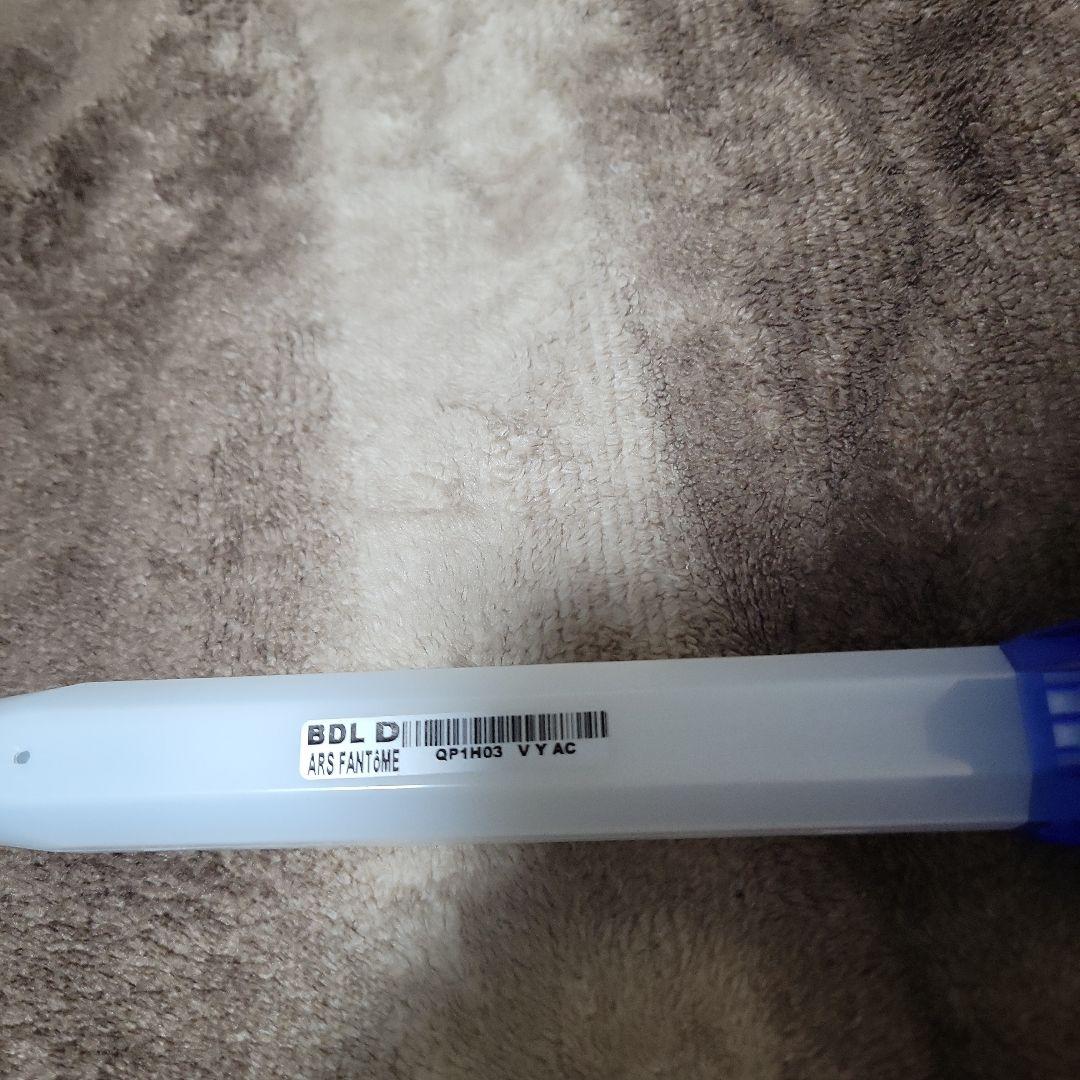 BDL D
ARS FANTôME
QP1H03 V Y AC